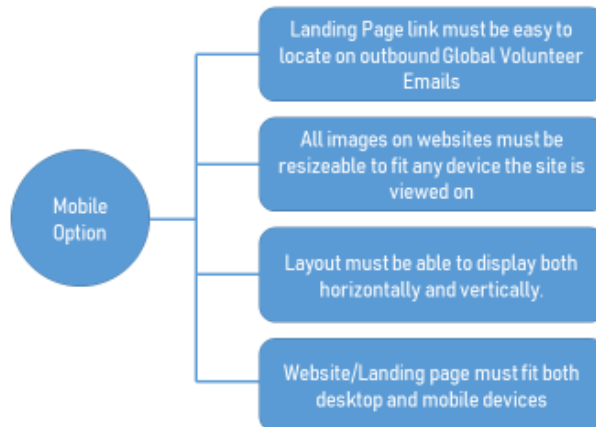 Landing Page link must be easy to
locate on outbound Global Volunteer
Emails
All images on websites must be
resizeable to fit any device the site is
viewed on
Mobile
Option
Layout must be able to display both
horizontally and vertically.
Website/Landing page must fit both
desktop and mobile devices